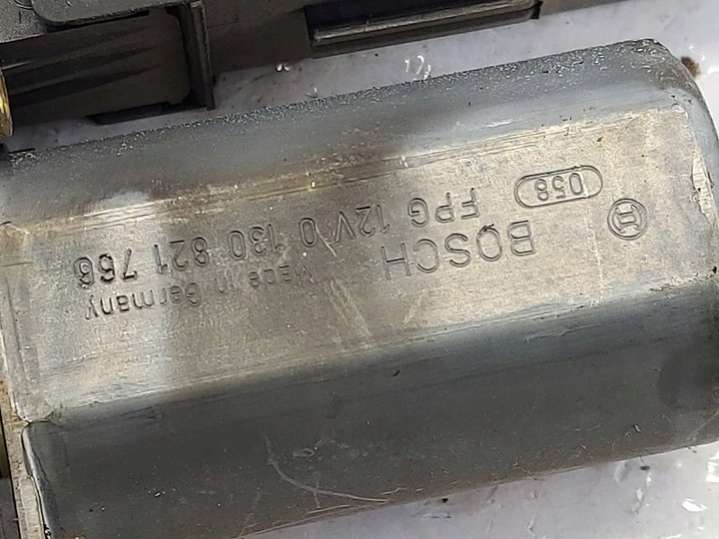 BOSCH
FPG 12V 0 130 821 766
Made in Germany
058